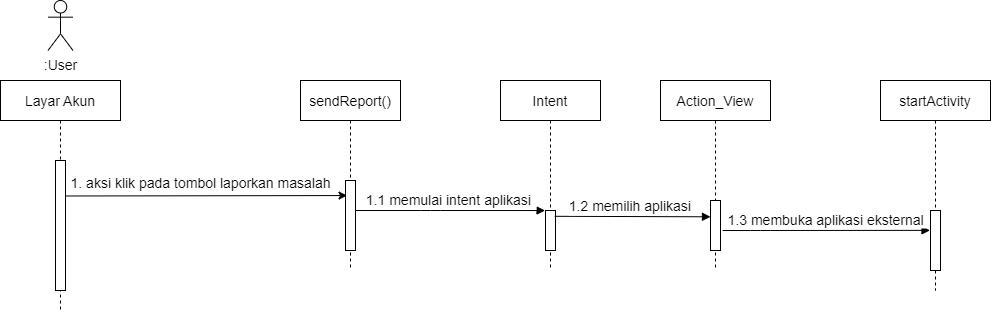 :User
Layar Akun
sendReport()
Intent
Action_View
startActivity
1. aksi klik pada tombol laporkan masalah
1.1 memulai intent aplikasi
1.2 memilih aplikasi
1.3 membuka aplikasi eksternal